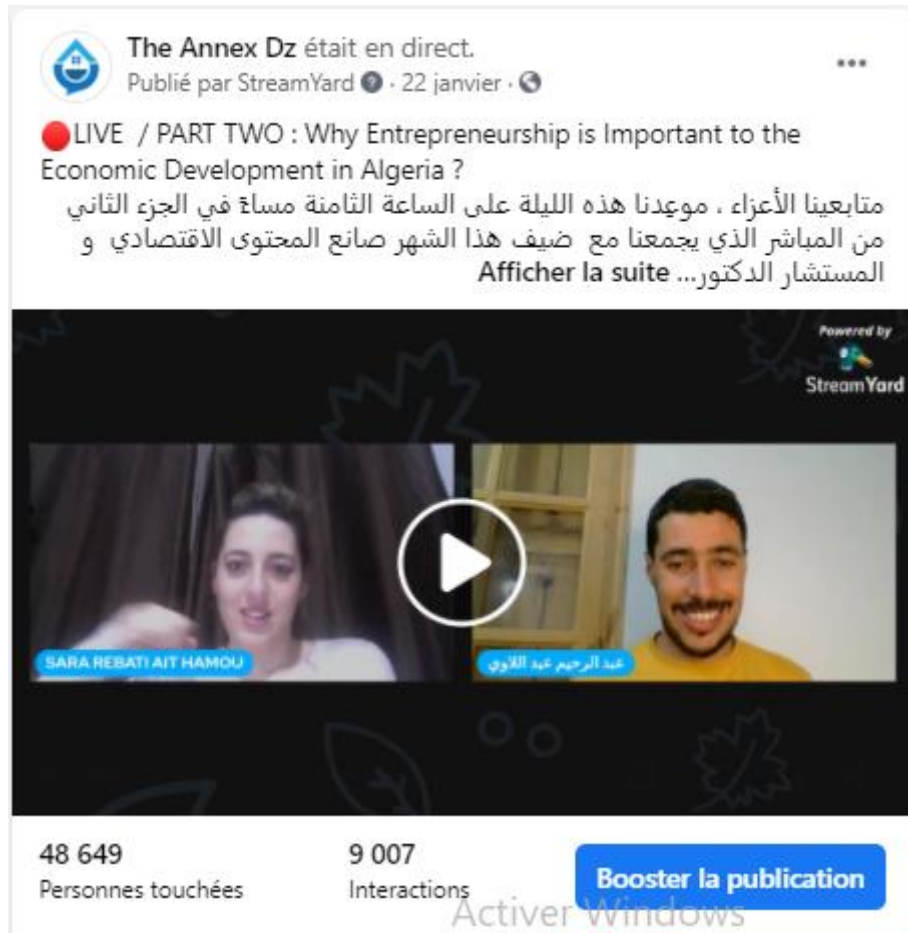 The Annex Dz était en direct.
Publié par StreamYard · 22 janvier ·
LIVE / PART TWO : Why Entrepreneurship is Important to the
Economic Development in Algeria ?
متابعينا الأعزاء ، موعدنا هذه الليلة على الساعة الثامنة مساءً في الجزء الثاني
من المباشر الذي يجمعنا مع ضيف هذا الشهر صانع المحتوى الاقتصادي و
المستشار الدكتور... Afficher la suite
Powered by
StreamYard
SARA REBATI AIT HAMOU
عبد الرحيم عبد اللاوي
48 649
Personnes touchées
9 007
Interactions
Booster la publication
Activer Windows